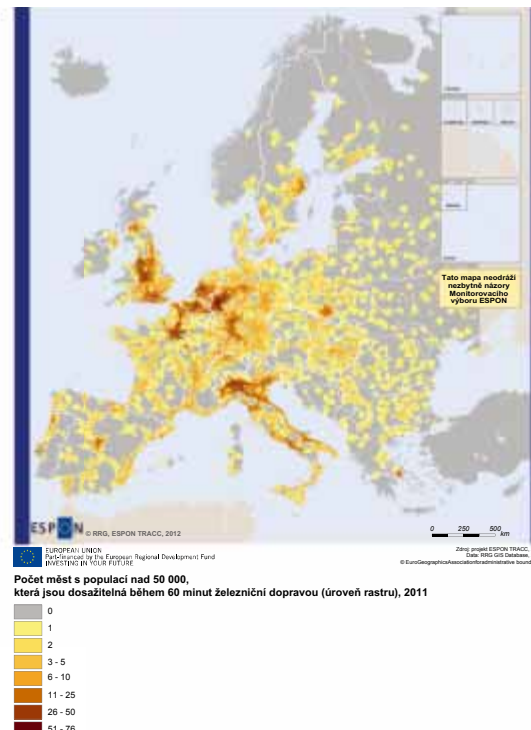 Tato mapa neodráží
nezbytně názory
Monitorovacího
výboru ESPON
ESPON © RRG, ESPON TRACC, 2012
0 250 500
km
EUROPEAN UNION
Part-financed by the European Regional Development Fund
INVESTING IN YOUR FUTURE
Zdroj: projekt ESPON TRACC,
Data: RRG GIS Database,
© EuroGeographicsAssociationforadministrative bound
Počet měst s populací nad 50 000,
která jsou dosažitelná během 60 minut železniční dopravou (úroveň rastru), 2011
0
1
2
3 - 5
6 - 10
11 - 25
26 - 50
51 - 76